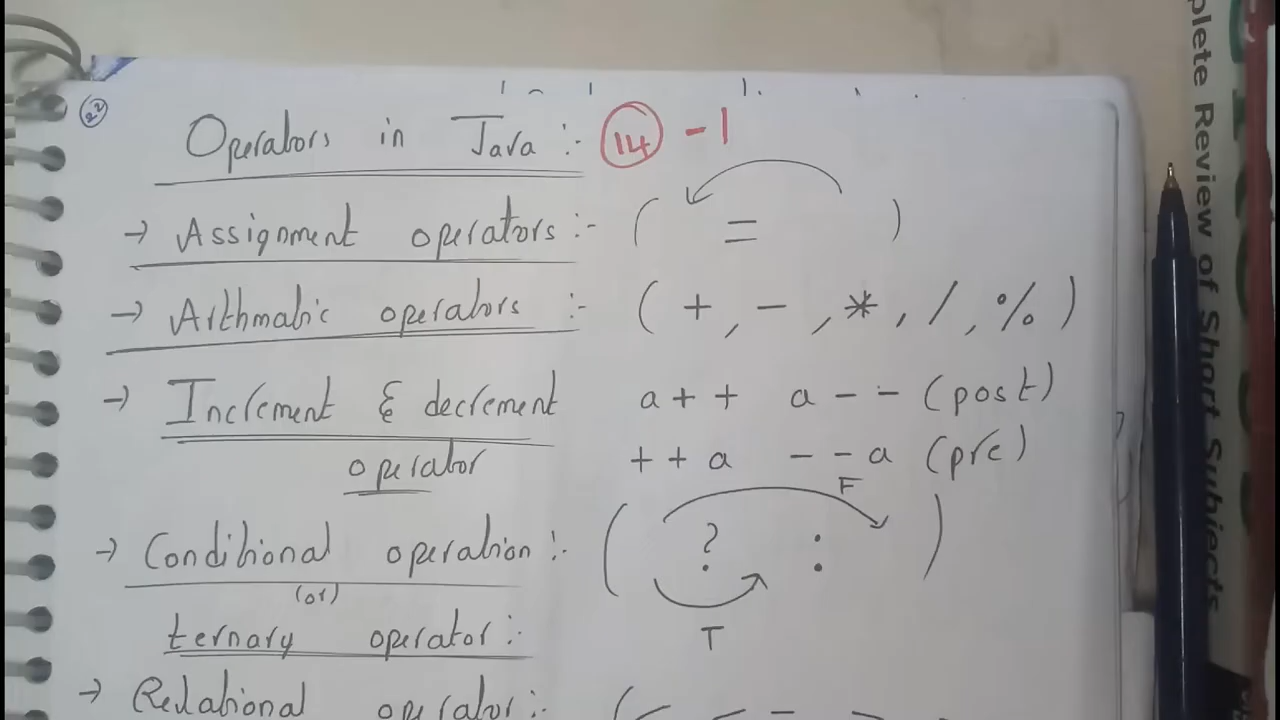 22
Operators in Java :- 14 - 1
→ Assignment operators :- ( = )
→ Arthmatic operators :- ( + , - , * , / , % )
→ Increment & decrement a + + a - - (post)
operator + + a - - a (pre)
F
→ Conditional operation :- ( ? : )
(or)
T
ternary operator :-
→ Relational operator :-
plete Review of Short Subjects